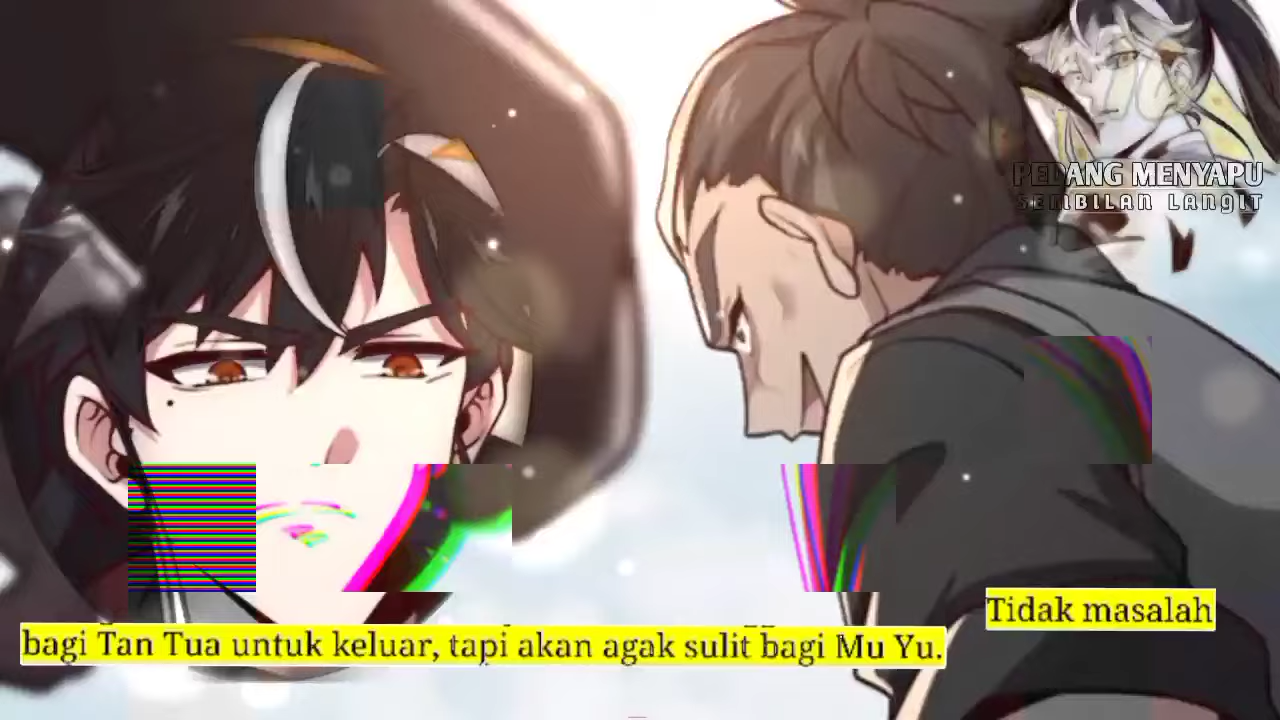 PEDANG MENYAPU
SEMBILAN LANGIT
Tidak masalah
bagi Tan Tua untuk keluar, tapi akan agak sulit bagi Mu Yu.